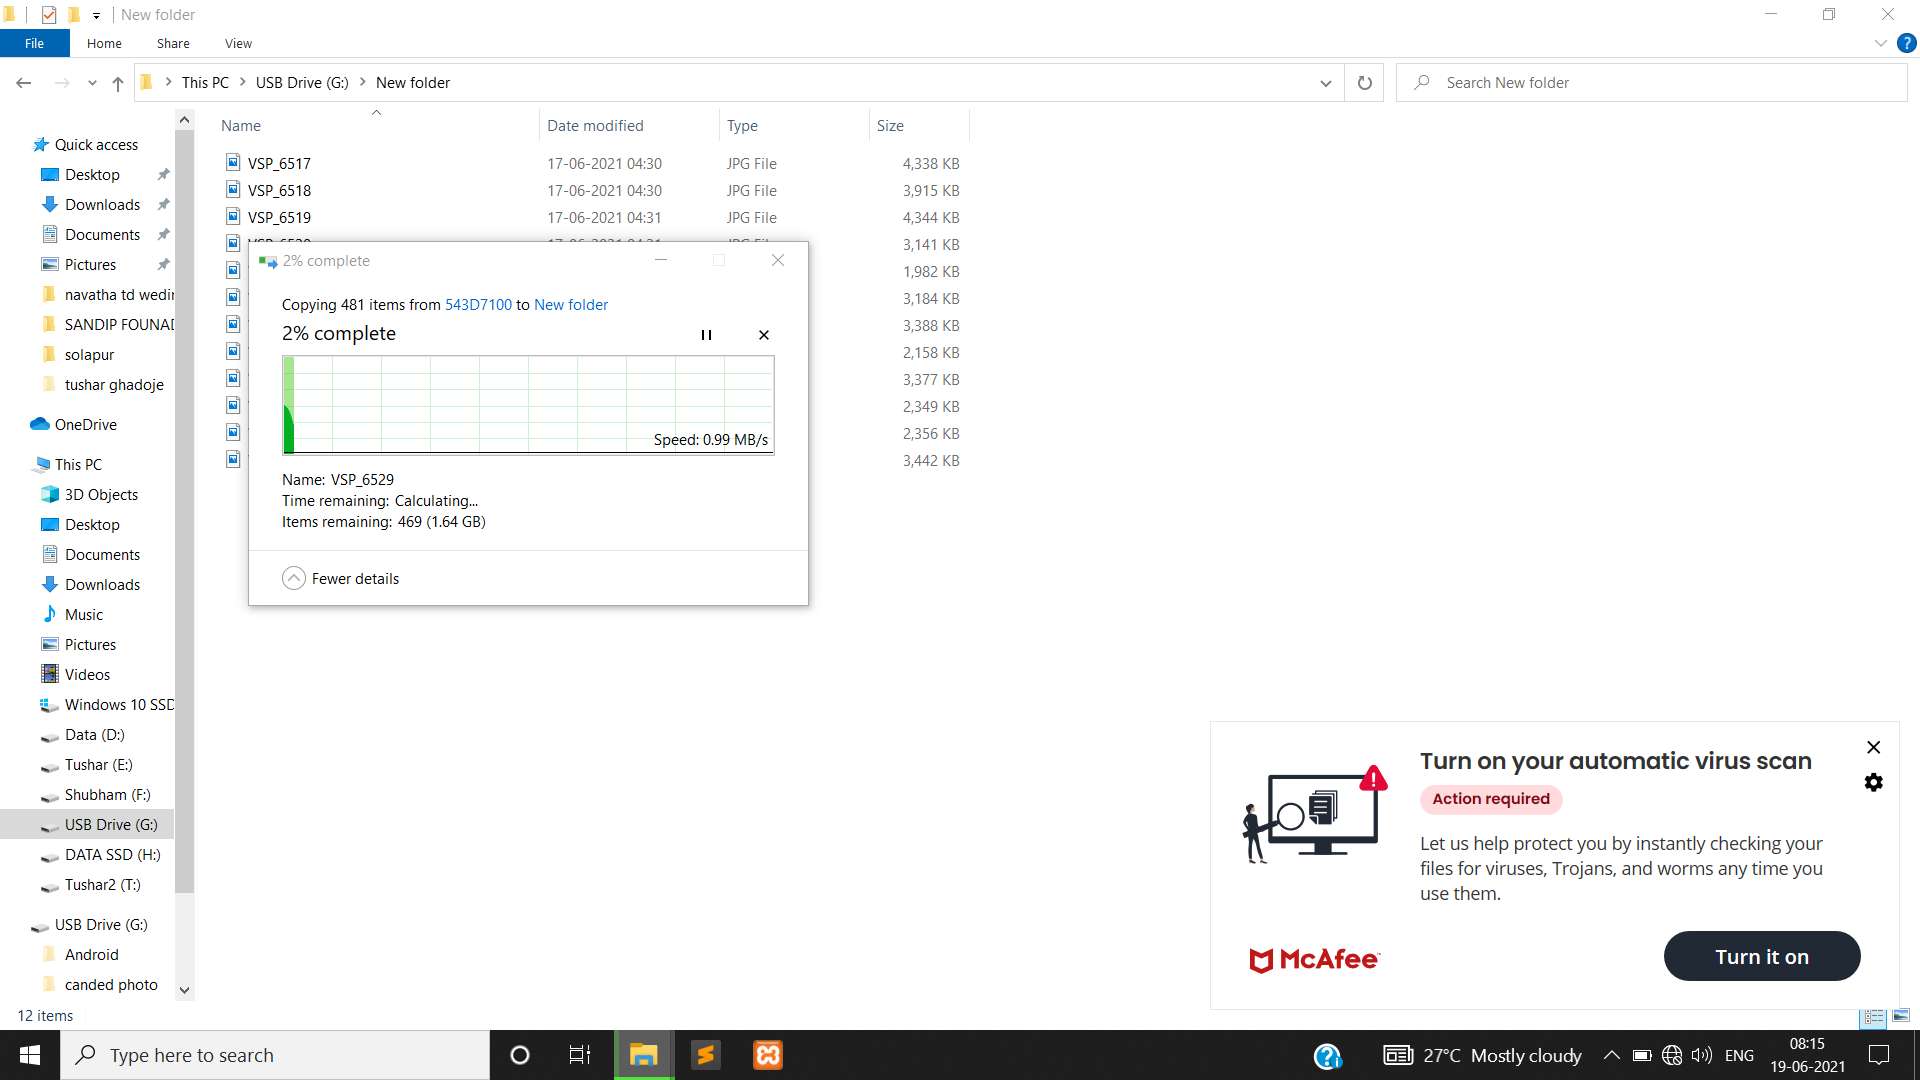 New folder
File Home Share View
This PC USB Drive (G:) New folder
Search New folder
Name Date modified Type Size
VSP_6517 17-06-2021 04:30 JPG File 4,338 KB
VSP_6518 17-06-2021 04:30 JPG File 3,915 KB
VSP_6519 17-06-2021 04:31 JPG File 4,344 KB
3,141 KB
1,982 KB
3,184 KB
3,388 KB
2,158 KB
3,377 KB
2,349 KB
2,356 KB
3,442 KB
Quick access
Desktop
Downloads
Documents
Pictures
navatha td wedin
SANDIP FOUNAD
solapur
tushar ghadoje
OneDrive
This PC
3D Objects
Desktop
Documents
Downloads
Music
Pictures
Videos
Windows 10 SSD
Data (D:)
Tushar (E:)
Shubham (F:)
USB Drive (G:)
DATA SSD (H:)
Tushar2 (T:)
USB Drive (G:)
Android
canded photo
12 items
2% complete
Copying 481 items from 543D7100 to New folder
2% complete
Speed: 0.99 MB/s
Name: VSP_6529
Time remaining: Calculating...
Items remaining: 469 (1.64 GB)
Fewer details
Turn on your automatic virus scan
Action required
Let us help protect you by instantly checking your
files for viruses, Trojans, and worms any time you
use them.
McAfee
Turn it on
Type here to search
27°C Mostly cloudy
ENG
08:15
19-06-2021